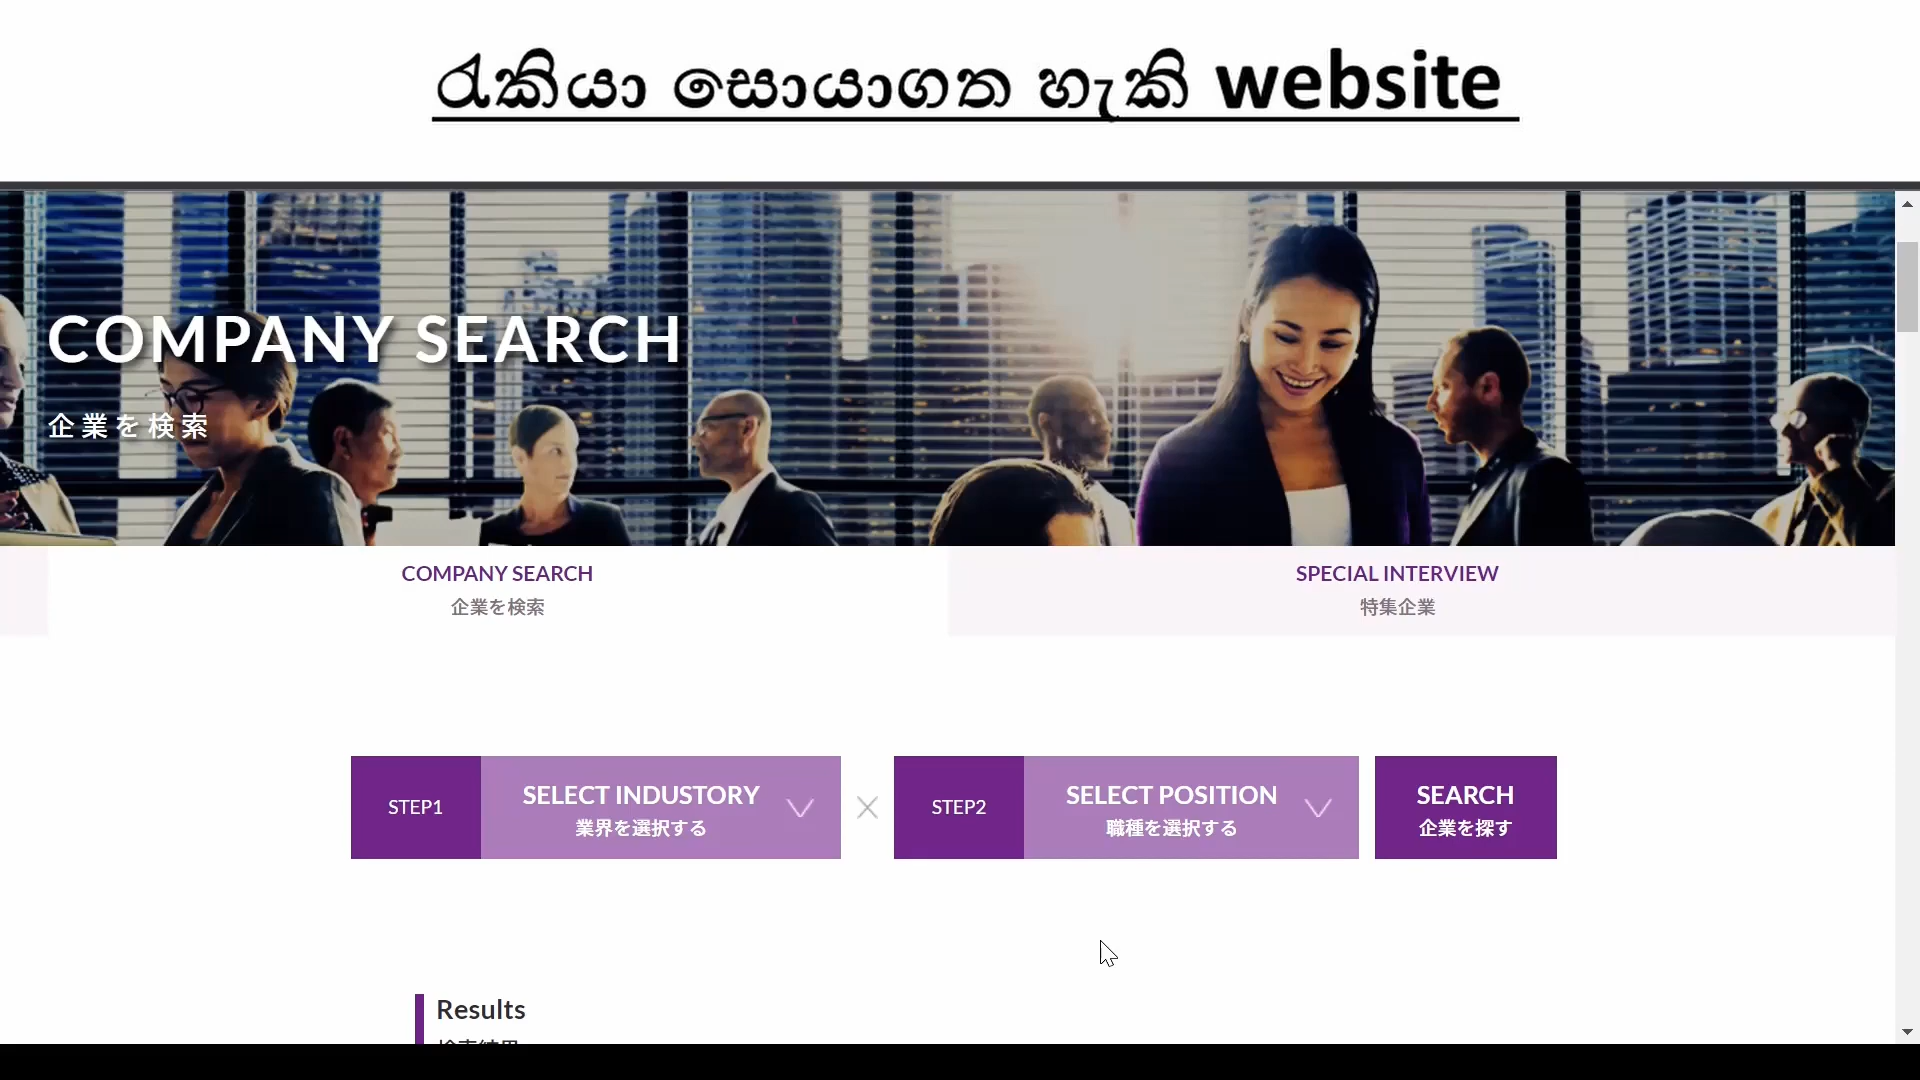 රැකියා සොයාගත හැකි website
COMPANY SEARCH
企業を検索
COMPANY SEARCH
企業を検索
SPECIAL INTERVIEW
特集企業
STEP1
SELECT INDUSTORY
業界を選択する
STEP2
SELECT POSITION
職種を選択する
SEARCH
企業を探す
Results